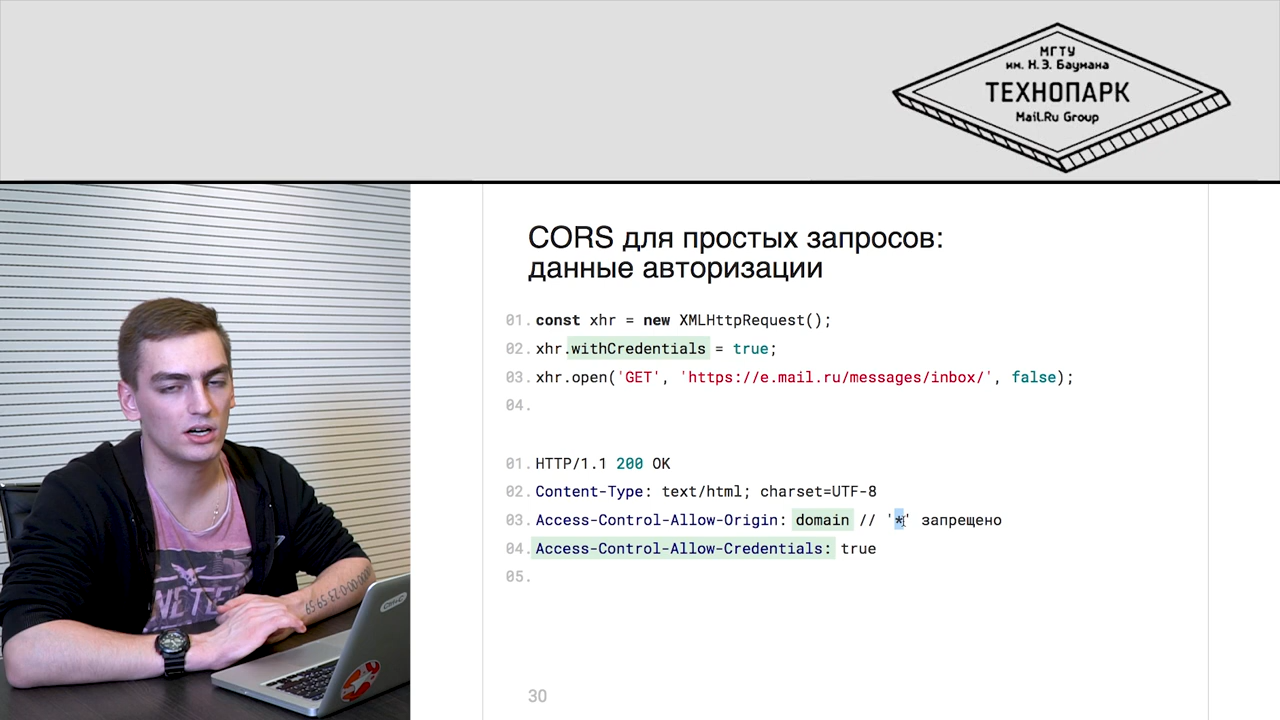 МГТУ
им. Н.Э. Баумана
ТЕХНОПАРК
Mail.Ru Group
CORS для простых запросов:
данные авторизации
01. const xhr = new XMLHttpRequest();
02. xhr.withCredentials = true;
03. xhr.open('GET', 'https://e.mail.ru/messages/inbox/', false);
04.
01. HTTP/1.1 200 OK
02. Content-Type: text/html; charset=UTF-8
03. Access-Control-Allow-Origin: domain // '*' запрещено
04. Access-Control-Allow-Credentials: true
05.
30